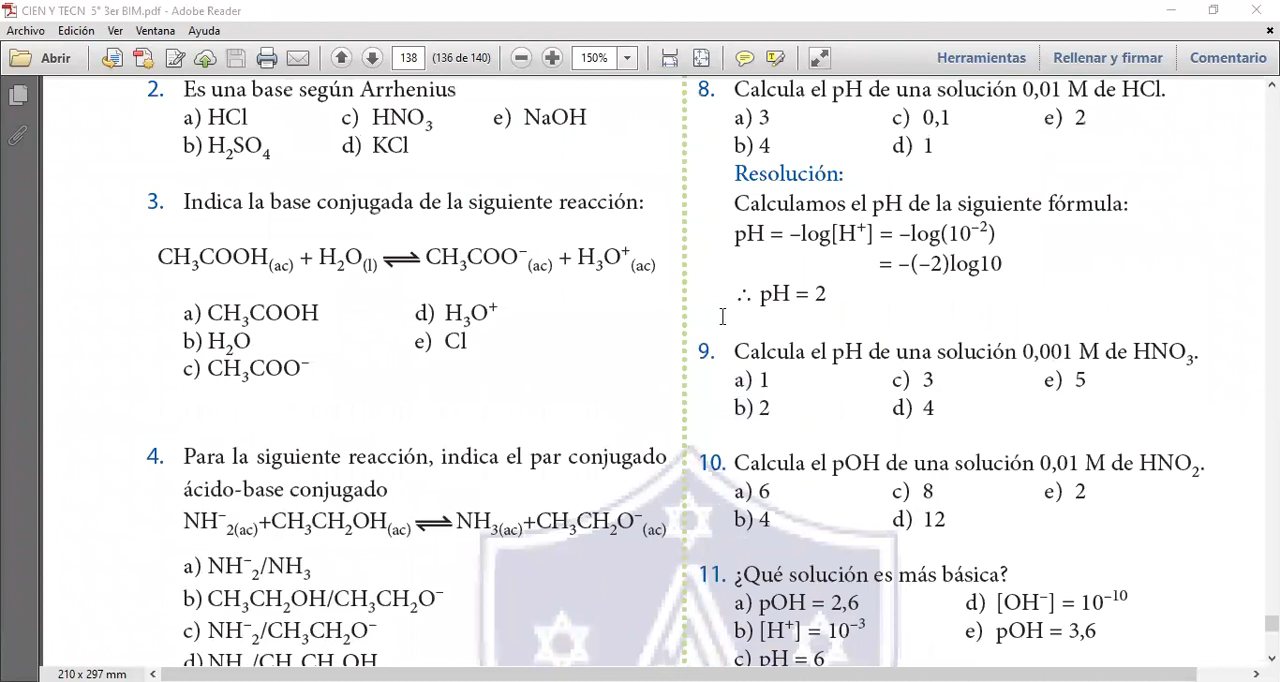 CIEN Y TECN 5° 3er BIM.pdf - Adobe Reader
Archivo Edición Ver Ventana Ayuda
Abrir 138 (136 de 140) 150% Herramientas Rellenar y firmar Comentario
2. Es una base según Arrhenius
a) HCl c) HNO₃ e) NaOH
b) H₂SO₄ d) KCl
3. Indica la base conjugada de la siguiente reacción:
CH₃COOH(ac) + H₂O(l) ⇌ CH₃COO⁻(ac) + H₃O⁺(ac)
a) CH₃COOH d) H₃O⁺
b) H₂O e) Cl
c) CH₃COO⁻
4. Para la siguiente reacción, indica el par conjugado
ácido-base conjugado
NH⁻₂(ac)+CH₃CH₂OH(ac) ⇌ NH₃(ac)+CH₃CH₂O⁻(ac)
a) NH⁻₂/NH₃
b) CH₃CH₂OH/CH₃CH₂O⁻
c) NH⁻₂/CH₃CH₂O⁻
d) NH₂/CH₃CH₂OH
8. Calcula el pH de una solución 0,01 M de HCl.
a) 3 c) 0,1 e) 2
b) 4 d) 1
Resolución:
Calculamos el pH de la siguiente fórmula:
pH = –log[H⁺] = –log(10⁻²)
= –(–2)log10
∴ pH = 2
9. Calcula el pH de una solución 0,001 M de HNO₃.
a) 1 c) 3 e) 5
b) 2 d) 4
10. Calcula el pOH de una solución 0,01 M de HNO₂.
a) 6 c) 8 e) 2
b) 4 d) 12
11. ¿Qué solución es más básica?
a) pOH = 2,6 d) [OH⁻] = 10⁻¹⁰
b) [H⁺] = 10⁻³ e) pOH = 3,6
c) pH = 6
210 x 297 mm